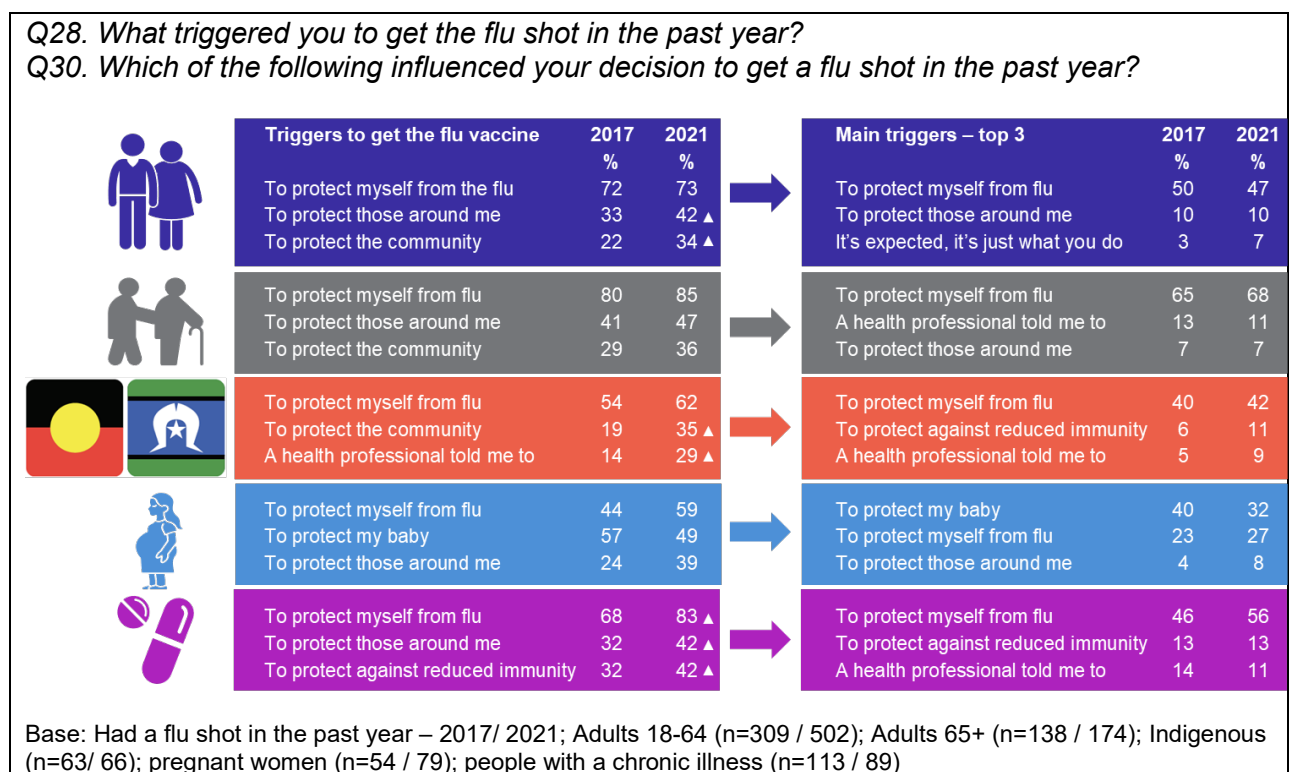 Q28. What triggered you to get the flu shot in the past year?
Q30. Which of the following influenced your decision to get a flu shot in the past year?
Triggers to get the flu vaccine 2017 2021
% %
To protect myself from the flu 72 73
To protect those around me 33 42 ▲
To protect the community 22 34 ▲
Main triggers – top 3 2017 2021
% %
To protect myself from flu 50 47
To protect those around me 10 10
It's expected, it's just what you do 3 7
To protect myself from flu 80 85
To protect those around me 41 47
To protect the community 29 36
To protect myself from flu 65 68
A health professional told me to 13 11
To protect those around me 7 7
To protect myself from flu 54 62
To protect the community 19 35 ▲
A health professional told me to 14 29 ▲
To protect myself from flu 40 42
To protect against reduced immunity 6 11
A health professional told me to 5 9
To protect myself from flu 44 59
To protect my baby 57 49
To protect those around me 24 39
To protect my baby 40 32
To protect myself from flu 23 27
To protect those around me 4 8
To protect myself from flu 68 83 ▲
To protect those around me 32 42 ▲
To protect against reduced immunity 32 42 ▲
To protect myself from flu 46 56
To protect against reduced immunity 13 13
A health professional told me to 14 11
Base: Had a flu shot in the past year – 2017/ 2021; Adults 18-64 (n=309 / 502); Adults 65+ (n=138 / 174); Indigenous
(n=63/ 66); pregnant women (n=54 / 79); people with a chronic illness (n=113 / 89)